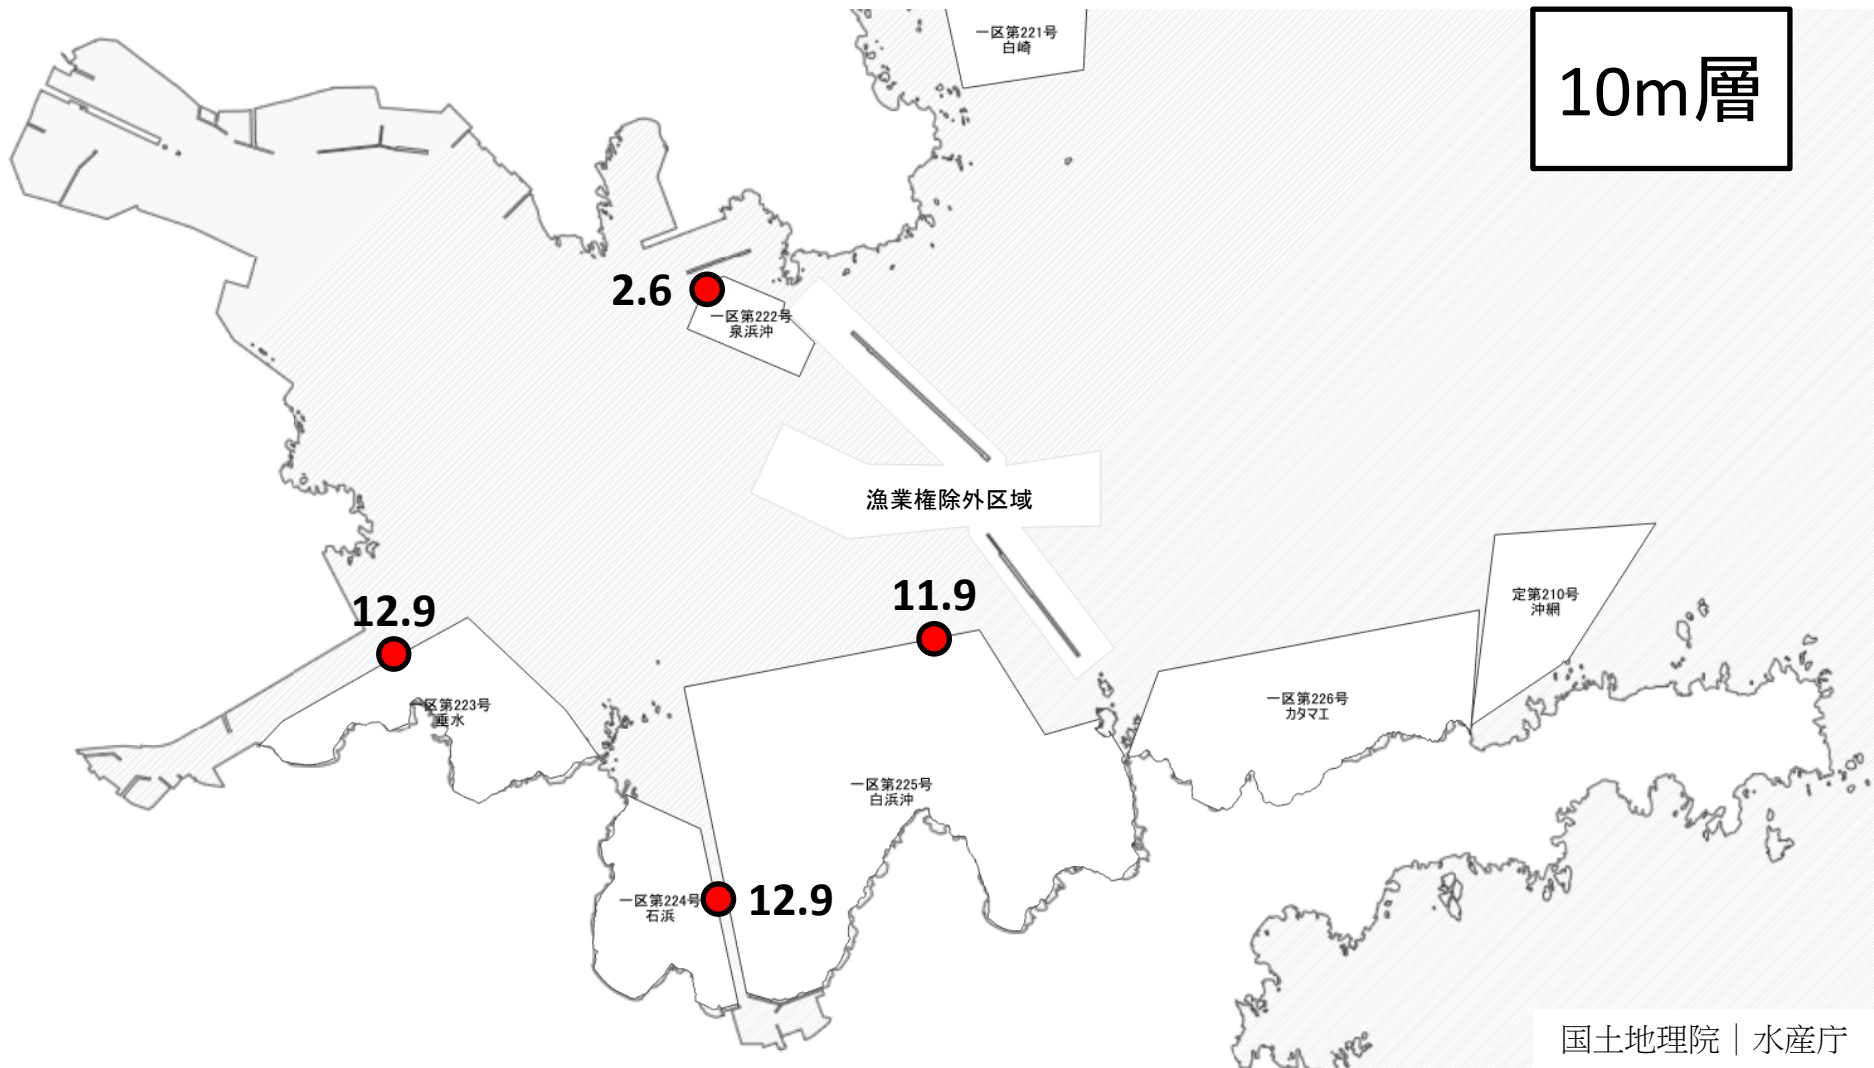 一区第221号
白崎
10m層
2.6
一区第222号
泉浜沖
漁業権除外区域
12.9
11.9
定第210号
沖網
一区第223号
垂水
一区第226号
カタマエ
一区第225号
白浜沖
一区第224号
石浜
12.9
国土地理院｜水産庁